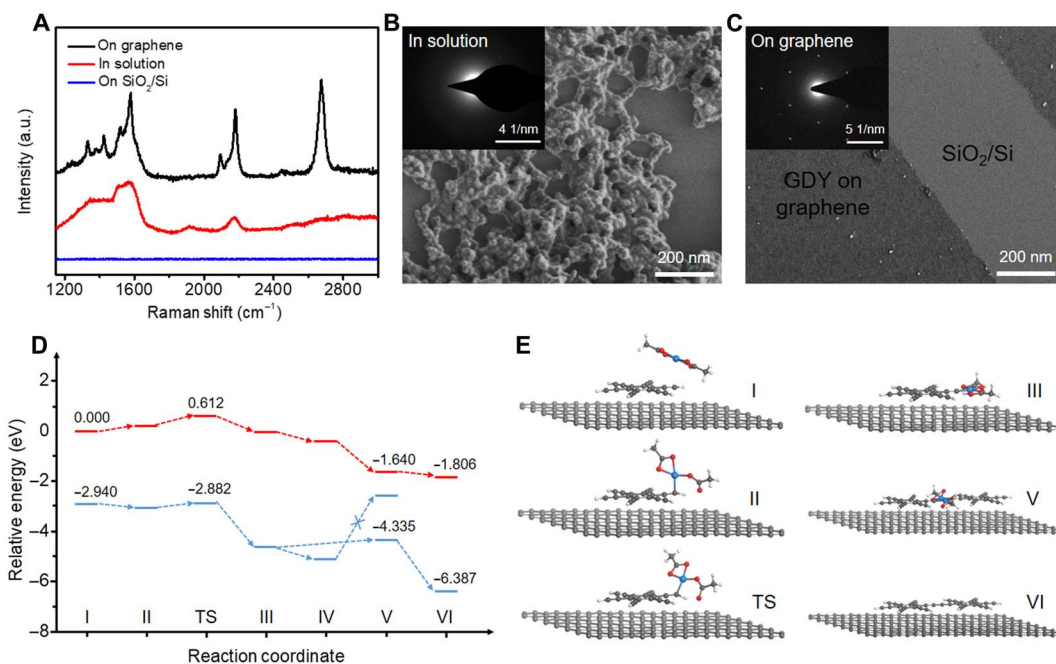 A
On graphene
In solution
On SiO₂/Si
Intensity (a.u.)
1200 1600 2000 2400 2800
Raman shift (cm⁻¹)
B
In solution
4 1/nm
200 nm
C
On graphene
5 1/nm
SiO₂/Si
GDY on
graphene
200 nm
D
Relative energy (eV)
2
0
−2
−4
−6
−8
0.000
0.612
−1.640
−1.806
−2.940
−2.882
−4.335
−6.387
I II TS III IV V VI
Reaction coordinate
E
I
III
II
V
TS
VI